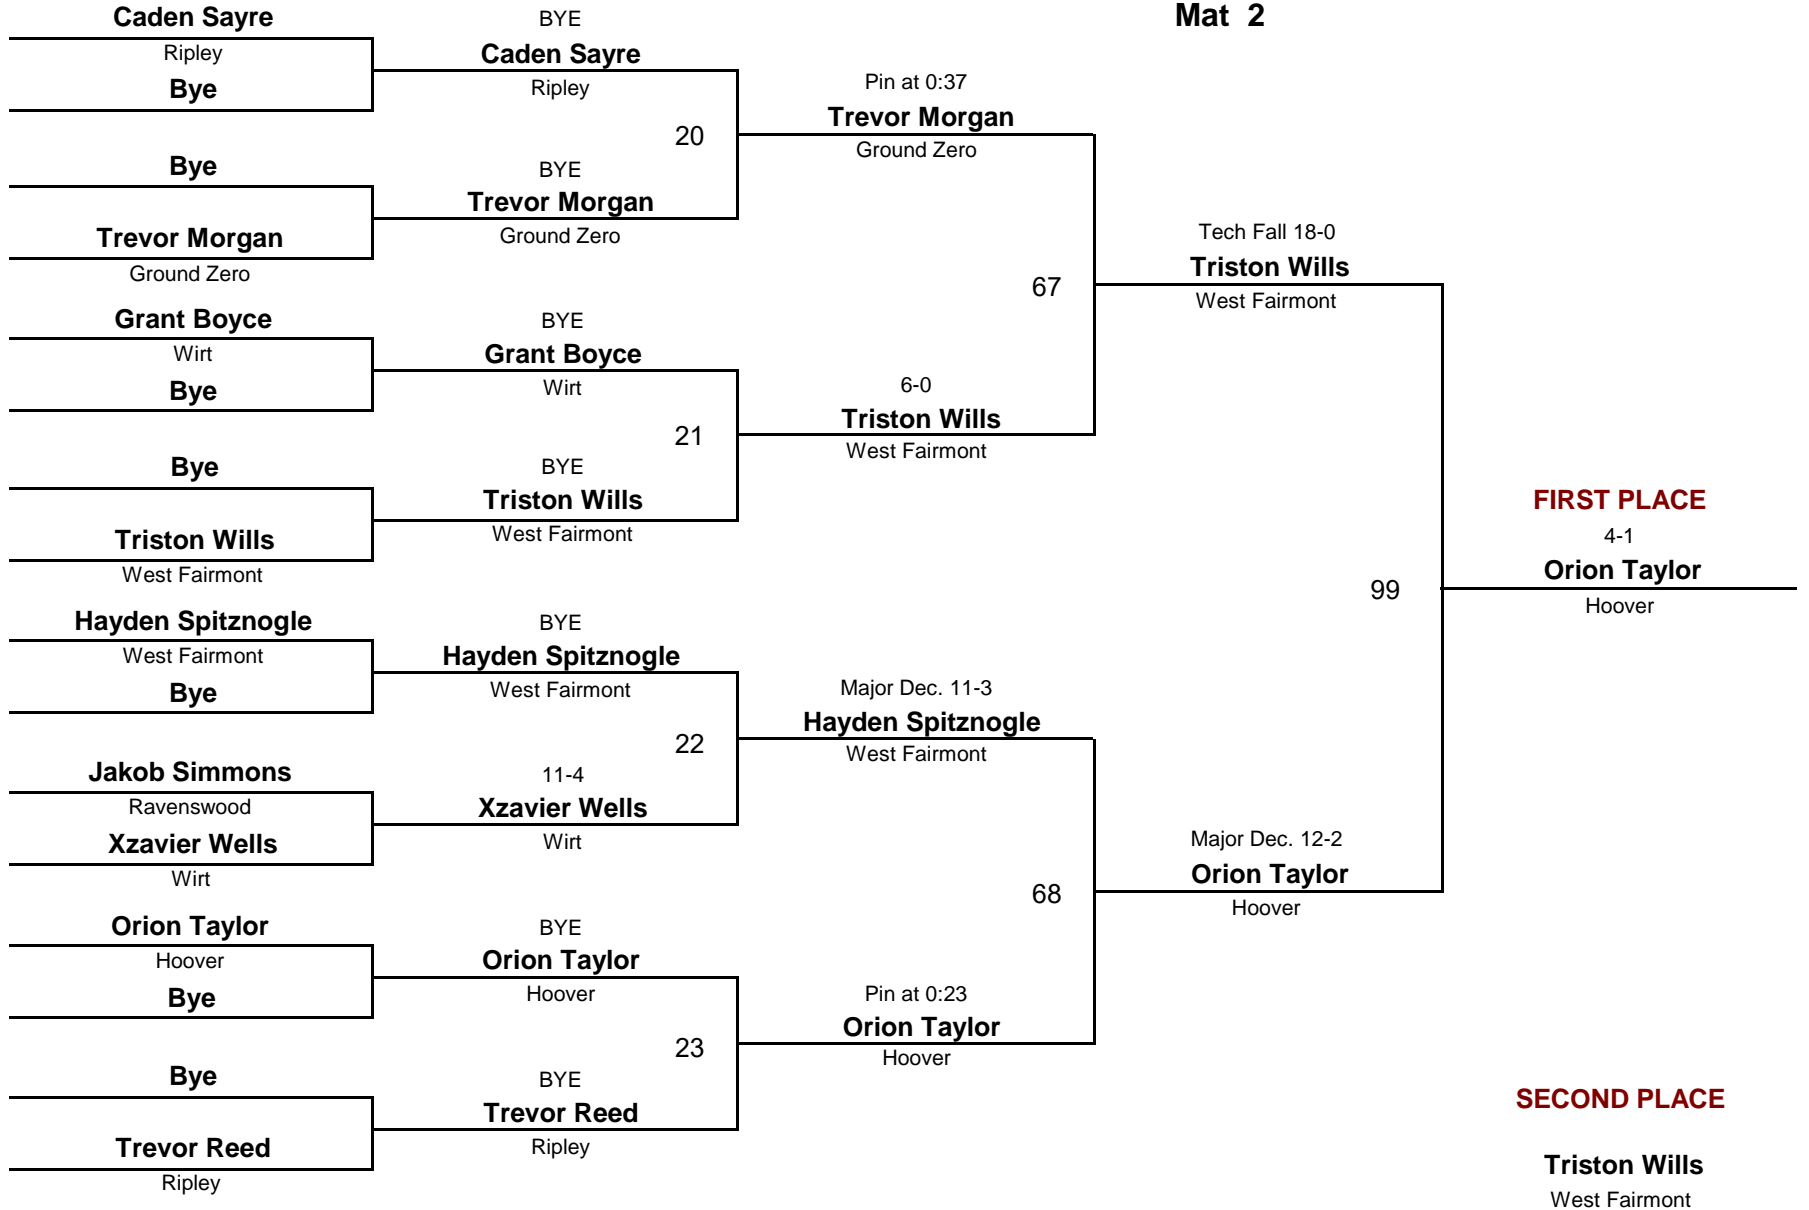 Mat 2
Caden Sayre
Ripley
Bye
Bye
Trevor Morgan
Ground Zero
Grant Boyce
Wirt
Bye
Bye
Triston Wills
West Fairmont
Hayden Spitznogle
West Fairmont
Bye
Jakob Simmons
Ravenswood
Xzavier Wells
Wirt
Orion Taylor
Hoover
Bye
Bye
Trevor Reed
Ripley
BYE
Caden Sayre
Ripley
20
BYE
Trevor Morgan
Ground Zero
BYE
Grant Boyce
Wirt
21
BYE
Triston Wills
West Fairmont
BYE
Hayden Spitznogle
West Fairmont
22
11-4
Xzavier Wells
Wirt
BYE
Orion Taylor
Hoover
23
BYE
Trevor Reed
Ripley
Pin at 0:37
Trevor Morgan
Ground Zero
67
6-0
Triston Wills
West Fairmont
Major Dec. 11-3
Hayden Spitznogle
West Fairmont
68
Pin at 0:23
Orion Taylor
Hoover
Tech Fall 18-0
Triston Wills
West Fairmont
99
Major Dec. 12-2
Orion Taylor
Hoover
FIRST PLACE
4-1
Orion Taylor
Hoover
SECOND PLACE
Triston Wills
West Fairmont